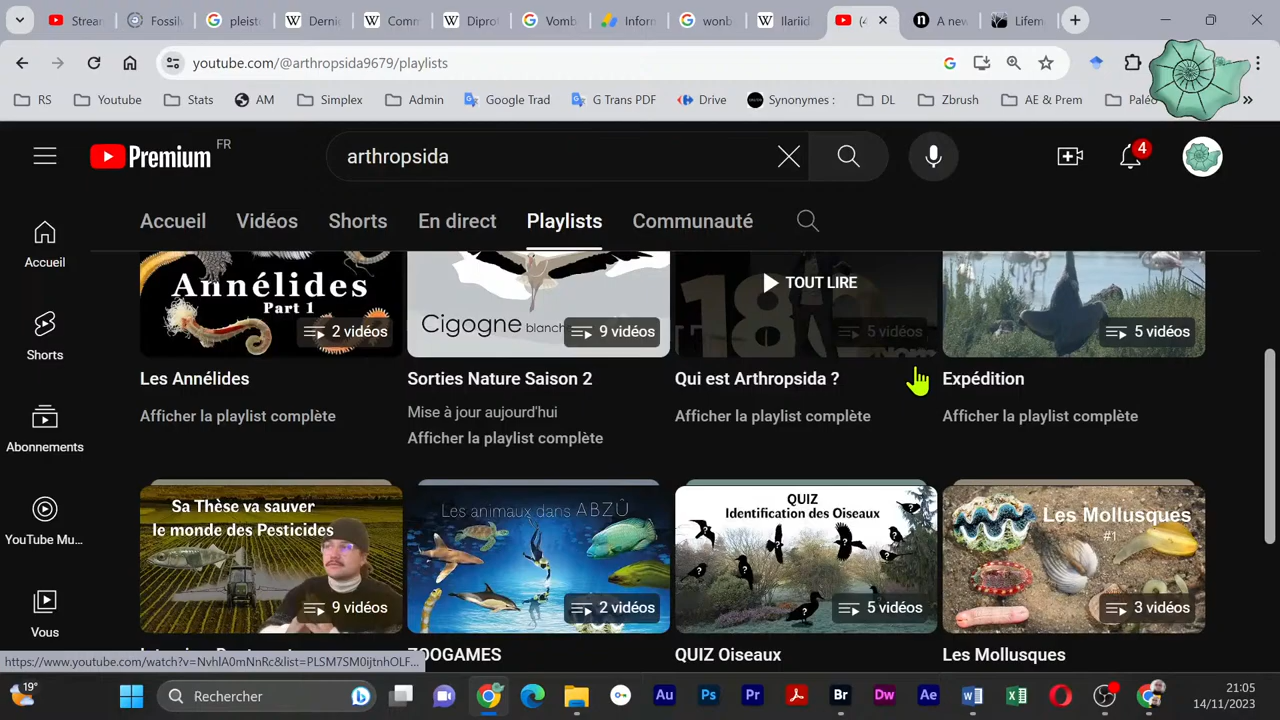 Stream
Fossil
pleist
Derni
Comm
Dipro
Vomb
Inforn
wonb
Ilariid
(4
A new
Lifem
youtube.com/@arthropsida9679/playlists
RS
Youtube
Stats
AM
Simplex
Admin
Google Trad
G Trans PDF
Drive
Synonymes :
DL
Zbrush
AE & Prem
Paléo
Premium FR
arthropsida
4
Accueil
Vidéos
Shorts
En direct
Playlists
Communauté
Accueil
Shorts
Abonnements
YouTube Mu...
Vous
Annélides
Part 1
2 vidéos
Les Annélides
Afficher la playlist complète
Cigogne blanch
9 vidéos
Sorties Nature Saison 2
Mise à jour aujourd'hui
Afficher la playlist complète
TOUT LIRE
5 vidéos
Qui est Arthropsida ?
Afficher la playlist complète
5 vidéos
Expédition
Afficher la playlist complète
Sa Thèse va sauver
le monde des Pesticides
9 vidéos
Les animaux dans ABZÛ
2 vidéos
ZOOGAMES
QUIZ
Identification des Oiseaux
5 vidéos
QUIZ Oiseaux
Les Mollusques
#1
3 vidéos
Les Mollusques
https://www.youtube.com/watch?v=NvhlA0mNnRc&list=PLSM7SM0ijtnhOLF...
19°
Rechercher
21:05
14/11/2023